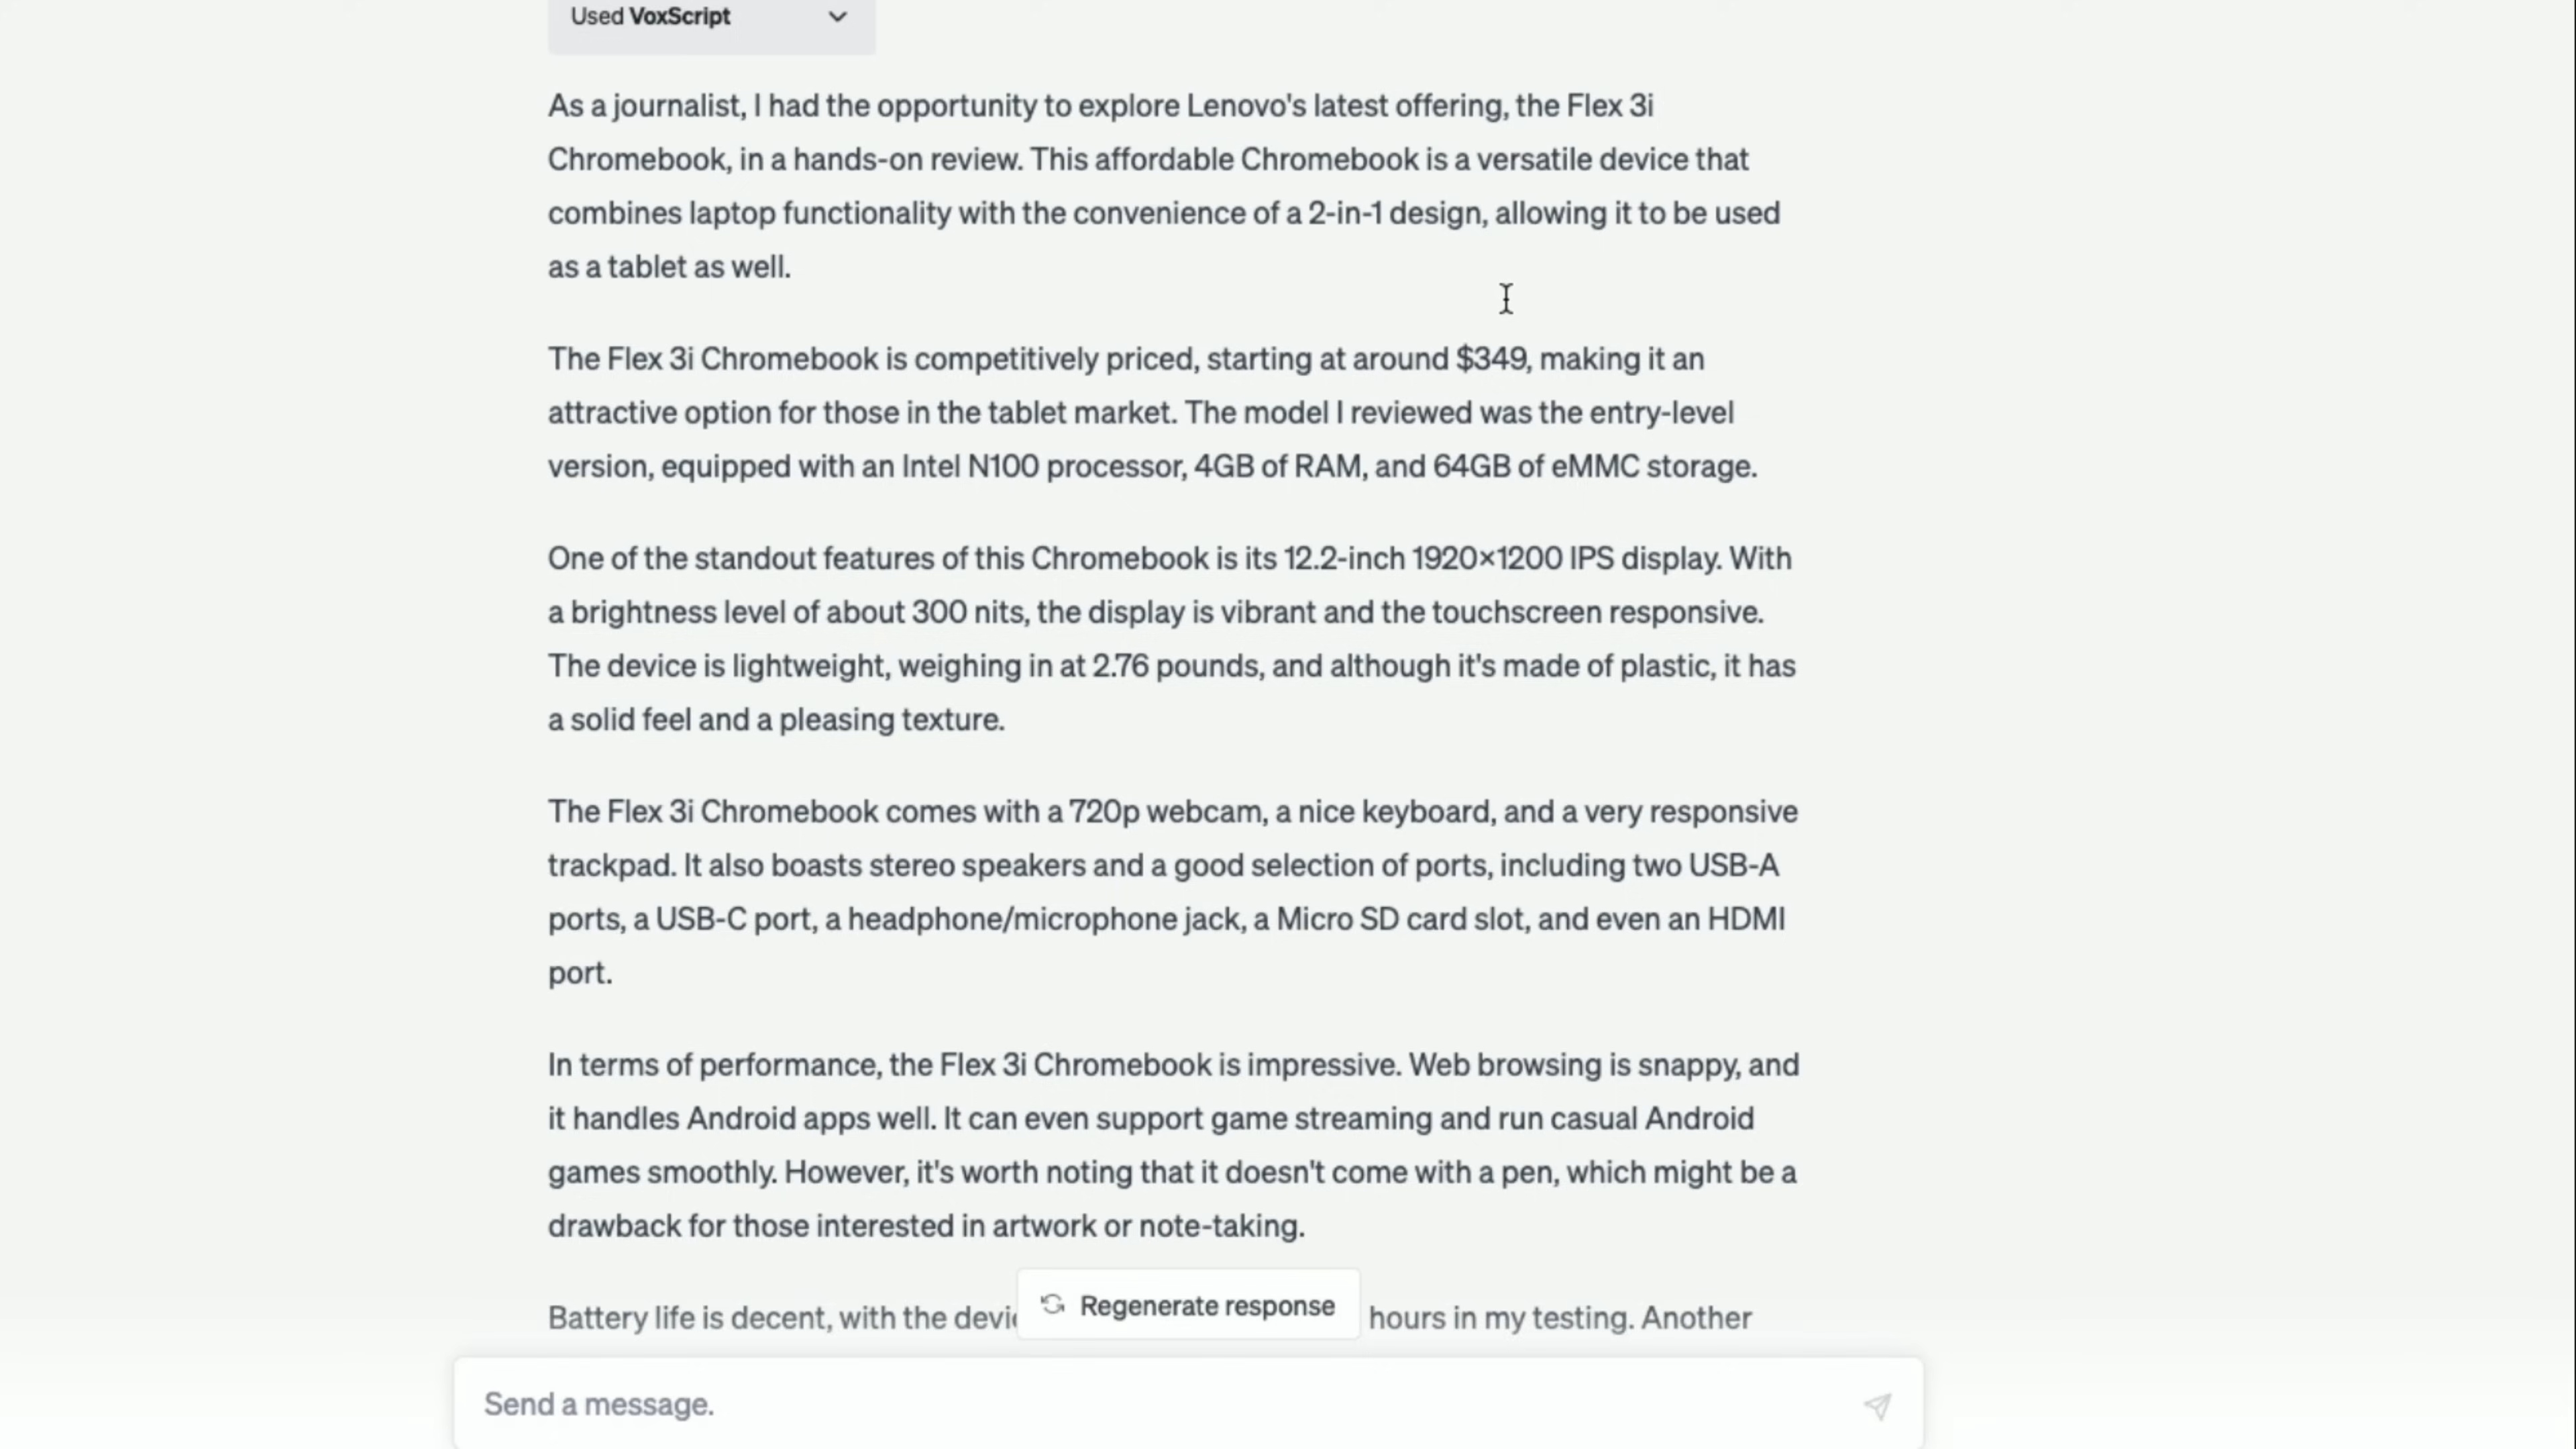 Used VoxScript
As a journalist, I had the opportunity to explore Lenovo's latest offering, the Flex 3i
Chromebook, in a hands-on review. This affordable Chromebook is a versatile device that
combines laptop functionality with the convenience of a 2-in-1 design, allowing it to be used
as a tablet as well.
The Flex 3i Chromebook is competitively priced, starting at around $349, making it an
attractive option for those in the tablet market. The model I reviewed was the entry-level
version, equipped with an Intel N100 processor, 4GB of RAM, and 64GB of eMMC storage.
One of the standout features of this Chromebook is its 12.2-inch 1920×1200 IPS display. With
a brightness level of about 300 nits, the display is vibrant and the touchscreen responsive.
The device is lightweight, weighing in at 2.76 pounds, and although it's made of plastic, it has
a solid feel and a pleasing texture.
The Flex 3i Chromebook comes with a 720p webcam, a nice keyboard, and a very responsive
trackpad. It also boasts stereo speakers and a good selection of ports, including two USB-A
ports, a USB-C port, a headphone/microphone jack, a Micro SD card slot, and even an HDMI
port.
In terms of performance, the Flex 3i Chromebook is impressive. Web browsing is snappy, and
it handles Android apps well. It can even support game streaming and run casual Android
games smoothly. However, it's worth noting that it doesn't come with a pen, which might be a
drawback for those interested in artwork or note-taking.
Battery life is decent, with the hours in my testing. Another
Regenerate response
Send a message.